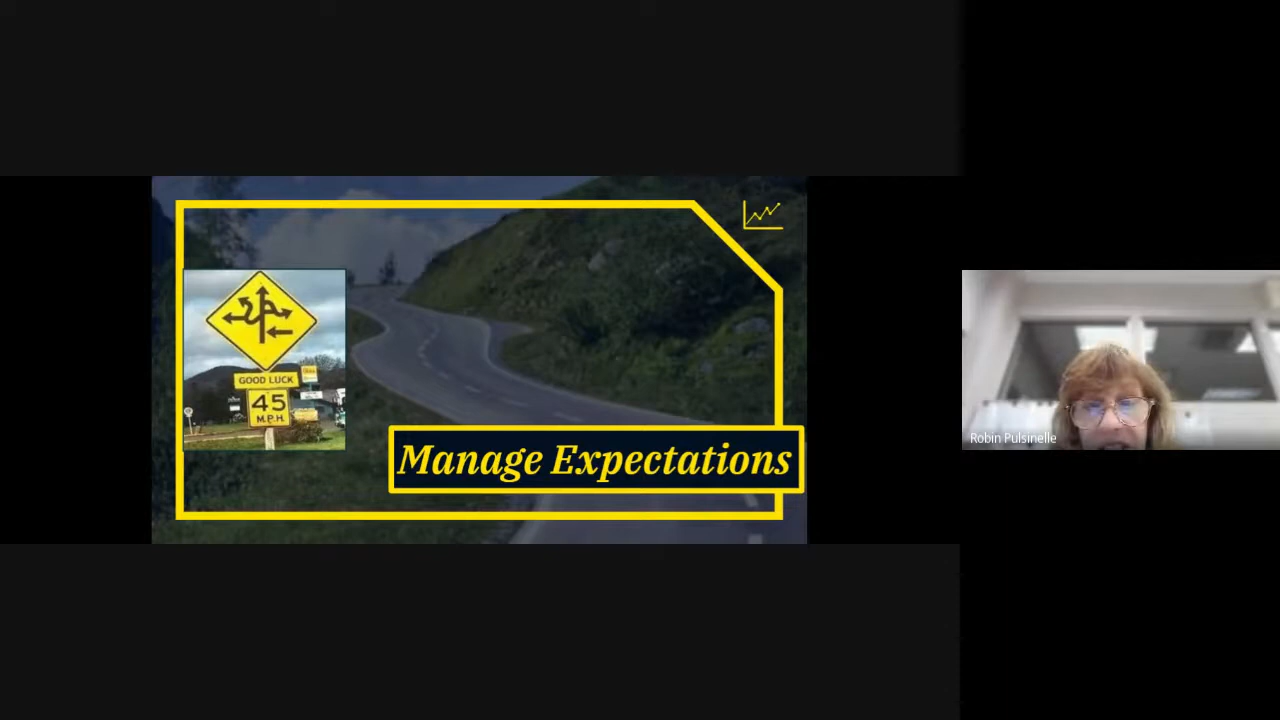 GOOD LUCK
45
M.P.H.
Manage Expectations
Robin Pulsinelle